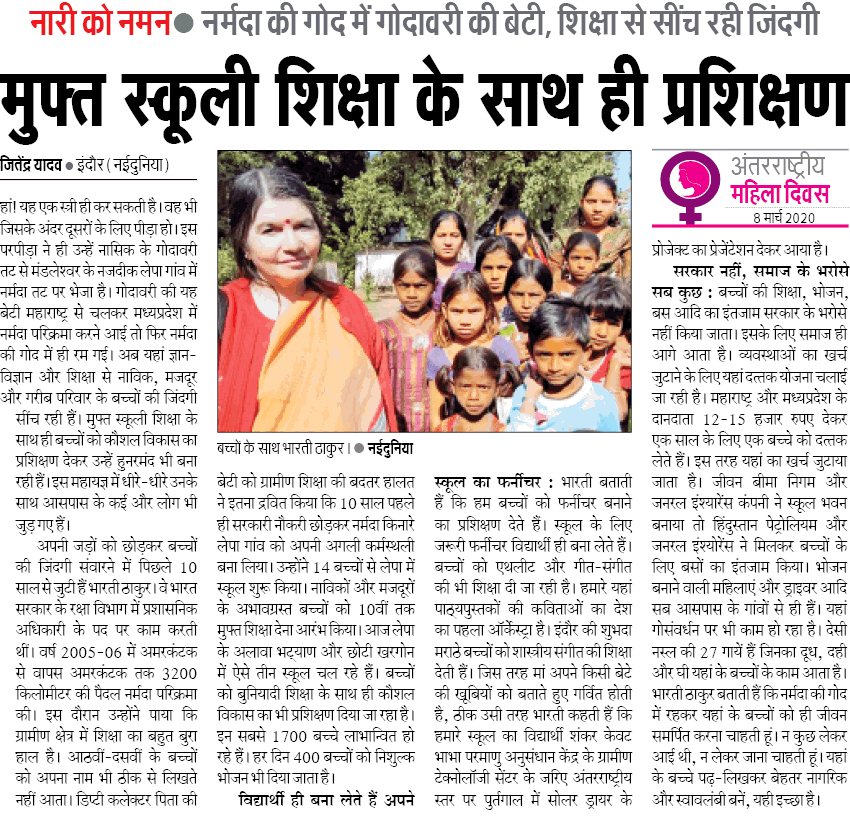 नारी को नमन● नर्मदा की गोद में गोदावरी की बेटी, शिक्षा से सींच रही जिंदगी
मुफ्त स्कूली शिक्षा के साथ ही प्रशिक्षण
जितेंद्र यादव ● इंदौर (नईदुनिया)
हां! यह एक स्त्री ही कर सकती है। वह भी
जिसके अंदर दूसरों के लिए पीड़ा हो। इस
परपीड़ा ने ही उन्हें नासिक के गोदावरी
तट से मंडलेश्वर के नजदीक लेपा गांव में
नर्मदा तट पर भेजा है। गोदावरी की यह
बेटी महाराष्ट्र से चलकर मध्यप्रदेश में
नर्मदा परिक्रमा करने आई तो फिर नर्मदा
की गोद में ही रम गई। अब यहां ज्ञान-
विज्ञान और शिक्षा से नाविक, मजदूर
और गरीब परिवार के बच्चों की जिंदगी
सींच रही हैं। मुफ्त स्कूली शिक्षा के
साथ ही बच्चों को कौशल विकास का
प्रशिक्षण देकर उन्हें हुनरमंद भी बना
रही हैं। इस महायज्ञ में धीरे-धीरे उनके
साथ आसपास के कई और लोग भी
जुड़ गए हैं।
अपनी जड़ों को छोड़कर बच्चों
की जिंदगी संवारने में पिछले 10
साल से जुटी हैं भारती ठाकुर। वे भारत
सरकार के रक्षा विभाग में प्रशासनिक
अधिकारी के पद पर काम करती
थीं। वर्ष 2005-06 में अमरकंटक
से वापस अमरकंटक तक 3200
किलोमीटर की पैदल नर्मदा परिक्रमा
की। इस दौरान उन्होंने पाया कि
ग्रामीण क्षेत्र में शिक्षा का बहुत बुरा
हाल है। आठवीं-दसवीं के बच्चों
को अपना नाम भी ठीक से लिखते
नहीं आता। डिप्टी कलेक्टर पिता की
बच्चों के साथ भारती ठाकुर। ● नईदुनिया
बेटी को ग्रामीण शिक्षा की बदतर हालत
ने इतना द्रवित किया कि 10 साल पहले
ही सरकारी नौकरी छोड़कर नर्मदा किनारे
लेपा गांव को अपनी अगली कर्मस्थली
बना लिया। उन्होंने 14 बच्चों से लेपा में
स्कूल शुरू किया। नाविकों और मजदूरों
के अभावग्रस्त बच्चों को 10वीं तक
मुफ्त शिक्षा देना आरंभ किया। आज लेपा
के अलावा भट्याण और छोटी खरगोन
में ऐसे तीन स्कूल चल रहे हैं। बच्चों
को बुनियादी शिक्षा के साथ ही कौशल
विकास का भी प्रशिक्षण दिया जा रहा है।
इन सबसे 1700 बच्चे लाभान्वित हो
रहे हैं। हर दिन 400 बच्चों को निशुल्क
भोजन भी दिया जाता है।
विद्यार्थी ही बना लेते हैं अपने
स्कूल का फर्नीचर : भारती बताती
हैं कि हम बच्चों को फर्नीचर बनाने
का प्रशिक्षण देते हैं। स्कूल के लिए
जरूरी फर्नीचर विद्यार्थी ही बना लेते हैं।
बच्चों को एथलीट और गीत-संगीत
की भी शिक्षा दी जा रही है। हमारे यहां
पाठ्यपुस्तकों की कविताओं का देश
का पहला ऑर्केस्ट्रा है। इंदौर की शुभदा
मराठे बच्चों को शास्त्रीय संगीत की शिक्षा
देती हैं। जिस तरह मां अपने किसी बेटे
की खूबियों को बताते हुए गर्वित होती
है, ठीक उसी तरह भारती कहती हैं कि
हमारे स्कूल का विद्यार्थी शंकर केवट
भाभा परमाणु अनुसंधान केंद्र के ग्रामीण
टेक्नोलॉजी सेंटर के जरिए अंतरराष्ट्रीय
स्तर पर पुर्तगाल में सोलर ड्रायर के
अंतरराष्ट्रीय
महिला दिवस
8 मार्च 2020
प्रोजेक्ट का प्रेजेंटेशन देकर आया है।
सरकार नहीं, समाज के भरोसे
सब कुछ : बच्चों की शिक्षा, भोजन,
बस आदि का इंतजाम सरकार के भरोसे
नहीं किया जाता। इसके लिए समाज ही
आगे आता है। व्यवस्थाओं का खर्च
जुटाने के लिए यहां दत्तक योजना चलाई
जा रही है। महाराष्ट्र और मध्यप्रदेश के
दानदाता 12-15 हजार रुपए देकर
एक साल के लिए एक बच्चे को दत्तक
लेते हैं। इस तरह यहां का खर्च जुटाया
जाता है। जीवन बीमा निगम और
जनरल इंश्यारेंस कंपनी ने स्कूल भवन
बनाया तो हिंदुस्तान पेट्रोलियम और
जनरल इंश्योरेंस ने मिलकर बच्चों के
लिए बसों का इंतजाम किया। भोजन
बनाने वाली महिलाएं और ड्राइवर आदि
सब आसपास के गांवों से ही हैं। यहां
गोसंवर्धन पर भी काम हो रहा है। देसी
नस्ल की 27 गायें हैं जिनका दूध, दही
और घी यहां के बच्चों के काम आता है।
भारती ठाकुर बताती हैं कि नर्मदा की गोद
में रहकर यहां के बच्चों को ही जीवन
समर्पित करना चाहती हूं। न कुछ लेकर
आई थी, न लेकर जाना चाहती हूं। यहां
के बच्चे पढ़-लिखकर बेहतर नागरिक
और स्वावलंबी बनें, यही इच्छा है।